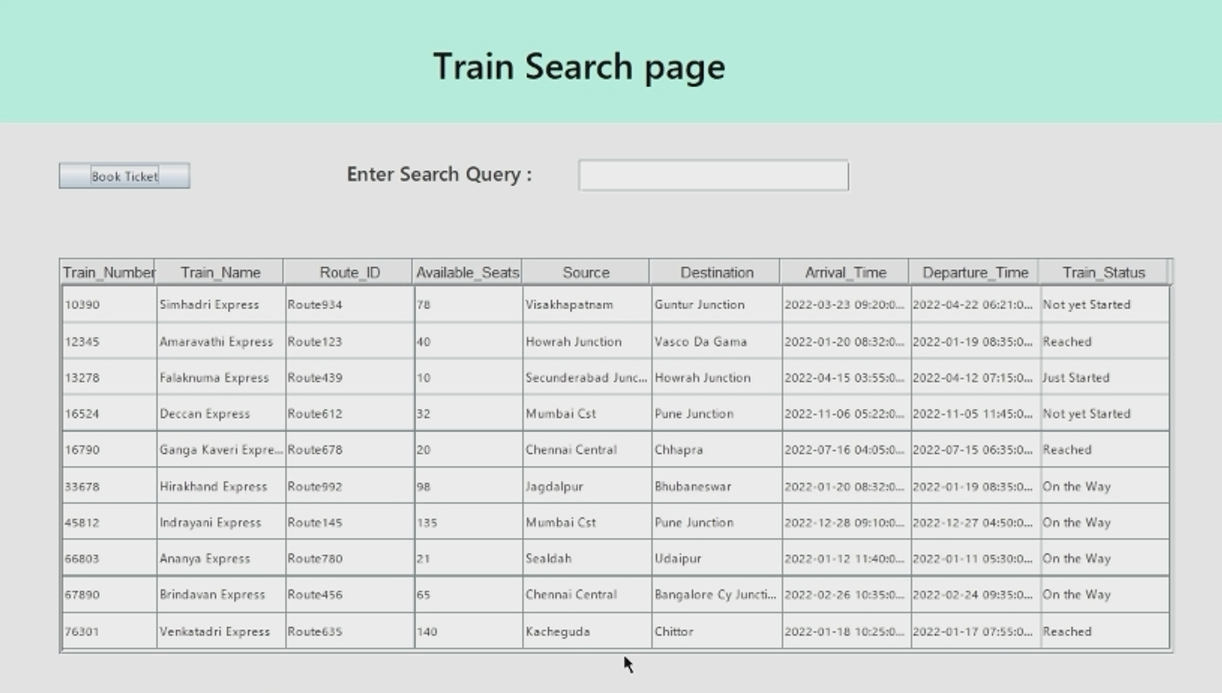 Train Search page
Book Ticket Enter Search Query :
Train_Number Train_Name Route_ID Available_Seats Source Destination Arrival_Time Departure_Time Train_Status
10390 Simhadri Express Route934 78 Visakhapatnam Guntur Junction 2022-03-23 09:20:0... 2022-04-22 06:21:0... Not yet Started
12345 Amaravathi Express Route123 40 Howrah Junction Vasco Da Gama 2022-01-20 08:32:0... 2022-01-19 08:35:0... Reached
13278 Falaknuma Express Route439 10 Secunderabad Junc... Howrah Junction 2022-04-15 03:55:0... 2022-04-12 07:15:0... Just Started
16524 Deccan Express Route612 32 Mumbai Cst Pune Junction 2022-11-06 05:22:0... 2022-11-05 11:45:0... Not yet Started
16790 Ganga Kaveri Expre... Route678 20 Chennai Central Chhapra 2022-07-16 04:05:0... 2022-07-15 06:35:0... Reached
33678 Hirakhand Express Route992 98 Jagdalpur Bhubaneswar 2022-01-20 08:32:0... 2022-01-19 08:35:0... On the Way
45812 Indrayani Express Route145 135 Mumbai Cst Pune Junction 2022-12-28 09:10:0... 2022-12-27 04:50:0... On the Way
66803 Ananya Express Route780 21 Sealdah Udaipur 2022-01-12 11:40:0... 2022-01-11 05:30:0... On the Way
67890 Brindavan Express Route456 65 Chennai Central Bangalore Cy Juncti... 2022-02-26 10:35:0... 2022-02-24 09:35:0... On the Way
76301 Venkatadri Express Route635 140 Kacheguda Chittor 2022-01-18 10:25:0... 2022-01-17 07:55:0... Reached